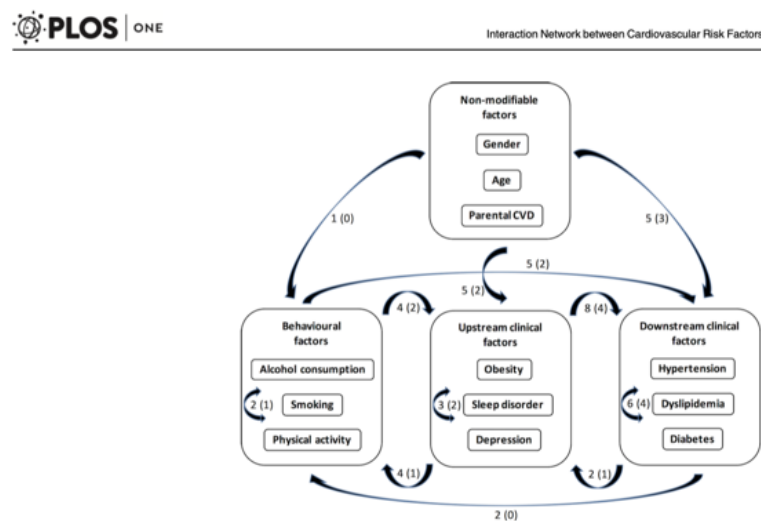 PLOS ONE
Interaction Network between Cardiovascular Risk Factors
Non-modifiable
factors
Gender
Age
Parental CVD
1 (0)
5 (3)
5 (2)
5 (2)
Behavioural
factors
Alcohol consumption
2 (1)
Smoking
Physical activity
4 (2)
Upstream clinical
factors
Obesity
3 (2)
Sleep disorder
Depression
8 (4)
Downstream clinical
factors
Hypertension
6 (4)
Dyslipidemia
Diabetes
4 (1)
2 (1)
2 (0)